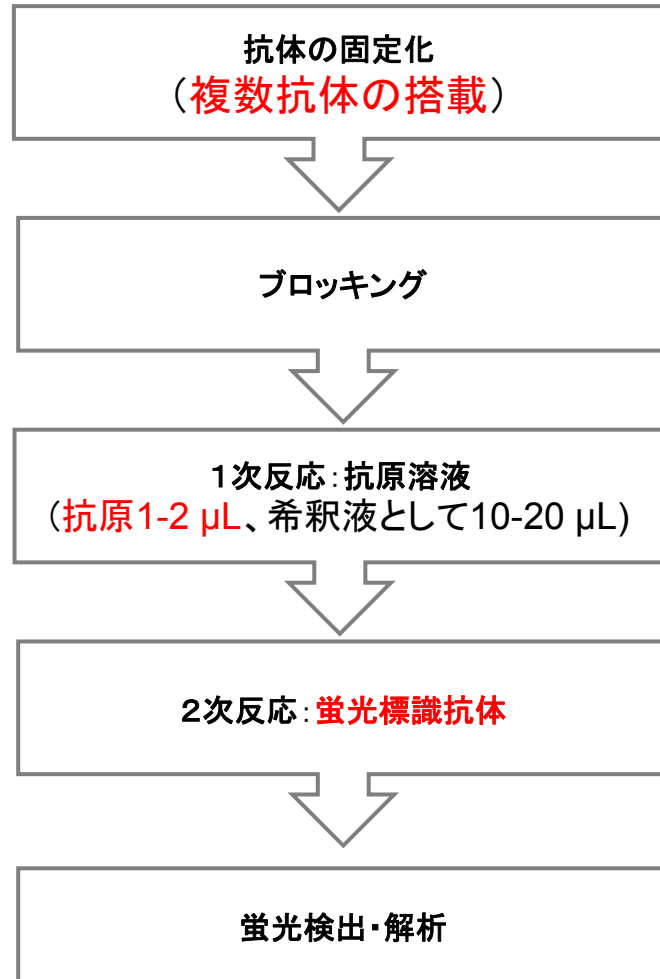 抗体の固定化
（複数抗体の搭載）
ブロッキング
１次反応：抗原溶液
（抗原1-2 μL、希釈液として10-20 μL)
２次反応：蛍光標識抗体
蛍光検出・解析